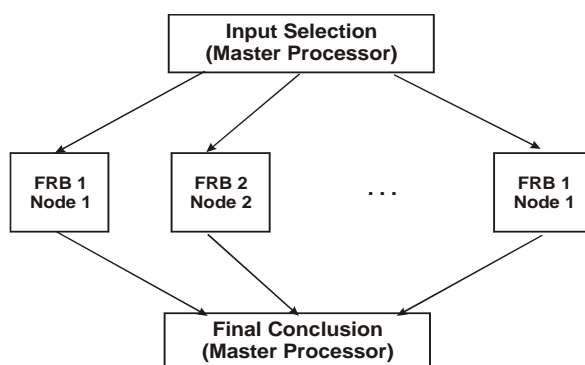 Input Selection
(Master Processor)
FRB 1
Node 1
FRB 2
Node 2
. . .
FRB 1
Node 1
Final Conclusion
(Master Processor)